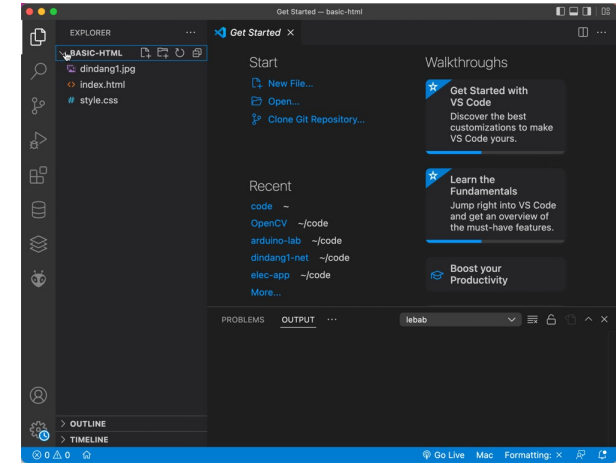 Get Started — basic-html
EXPLORER
Get Started
BASIC-HTML
dindang1.jpg
index.html
style.css
OUTLINE
TIMELINE
Start
New File...
Open...
Clone Git Repository...
Recent
code ~
OpenCV ~/code
arduino-lab ~/code
dindang1-net ~/code
elec-app ~/code
More...
Walkthroughs
Get Started with
VS Code
Discover the best
customizations to make
VS Code yours.
Learn the
Fundamentals
Jump right into VS Code
and get an overview of
the must-have features.
Boost your
Productivity
PROBLEMS OUTPUT ... lebab
0 0 Go Live Mac Formatting: ×